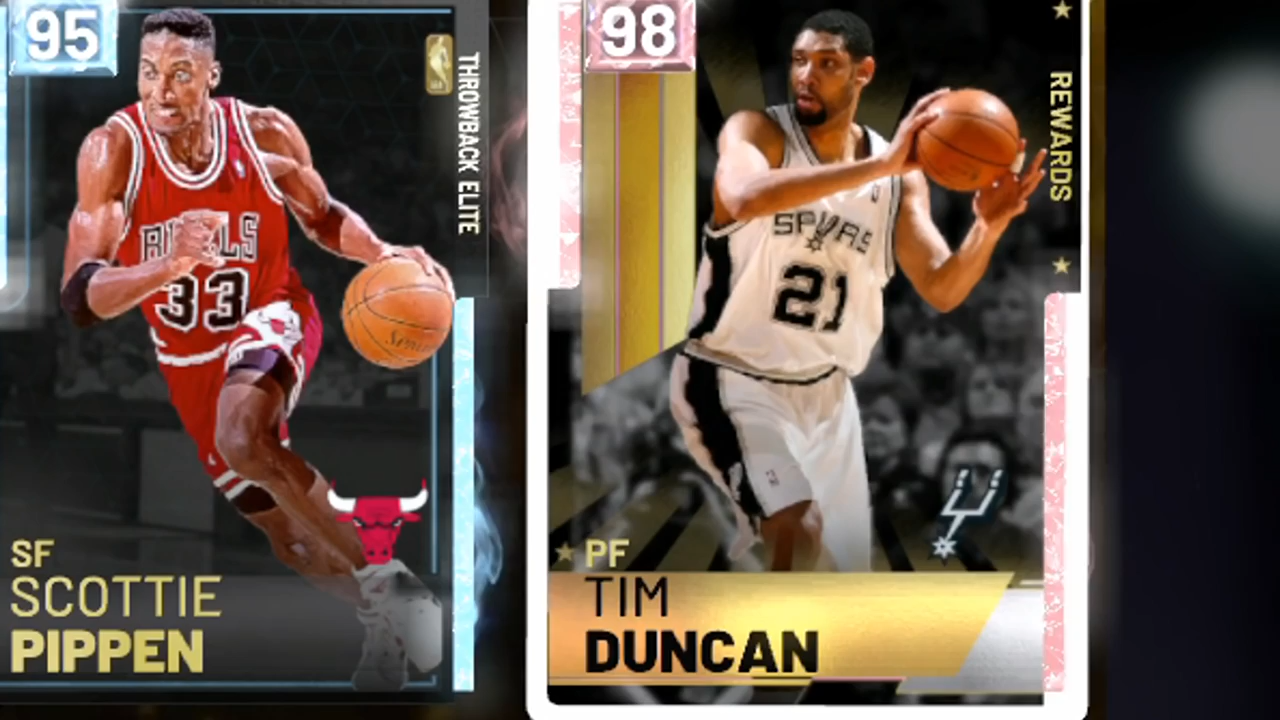 95
THROWBACK ELITE
BULLS
33
SF
SCOTTIE
PIPPEN
98
REWARDS
SPURS
21
PF
TIM
DUNCAN